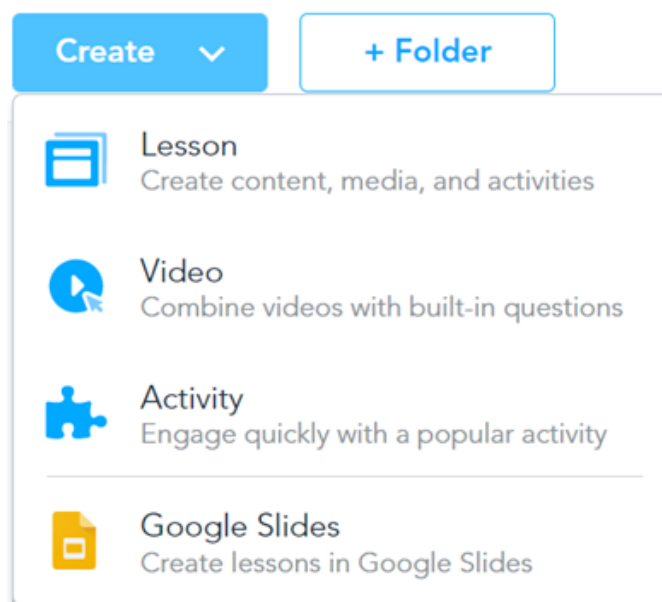 Create
+ Folder
Lesson
Create content, media, and activities
Video
Combine videos with built-in questions
Activity
Engage quickly with a popular activity
Google Slides
Create lessons in Google Slides